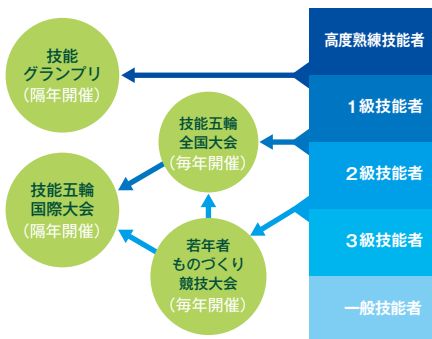 技能
グランプリ
（隔年開催）
高度熟練技能者
1級技能者
技能五輪
全国大会
（毎年開催）
2級技能者
技能五輪
国際大会
（隔年開催）
3級技能者
若年者
ものづくり
競技大会
（毎年開催）
一般技能者